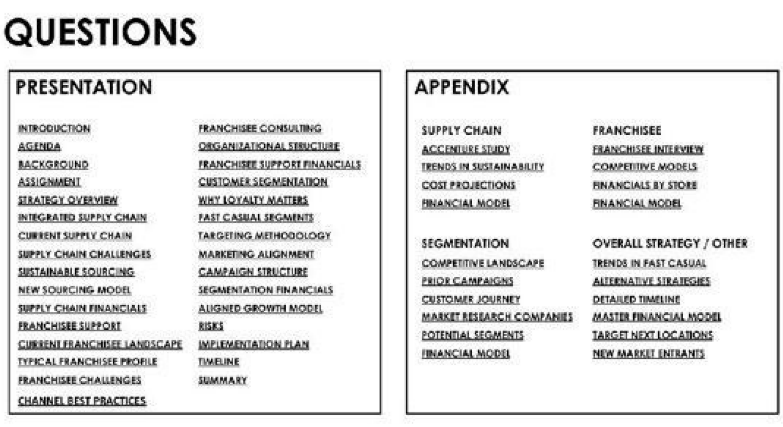 QUESTIONS
PRESENTATION
INTRODUCTION
AGENDA
BACKGROUND
ASSIGNMENT
STRATEGY OVERVIEW
INTEGRATED SUPPLY CHAIN
CURRENT SUPPLY CHAIN
SUPPLY CHAIN CHALLENGES
SUSTAINABLE SOURCING
NEW SOURCING MODEL
SUPPLY CHAIN FINANCIALS
FRANCHISEE SUPPORT
CURRENT FRANCHISEE LANDSCAPE
TYPICAL FRANCHISEE PROFILE
FRANCHISEE CHALLENGES
CHANNEL BEST PRACTICES
FRANCHISEE CONSULTING
ORGANIZATIONAL STRUCTURE
FRANCHISEE SUPPORT FINANCIALS
CUSTOMER SEGMENTATION
WHY LOYALTY MATTERS
FAST CASUAL SEGMENTS
TARGETING METHODOLOGY
MARKETING ALIGNMENT
CAMPAIGN STRUCTURE
SEGMENTATION FINANCIALS
ALIGNED GROWTH MODEL
RISKS
IMPLEMENTATION PLAN
TIMELINE
SUMMARY
APPENDIX
SUPPLY CHAIN
ACCENTURE STUDY
TRENDS IN SUSTAINABILITY
COST PROJECTIONS
FINANCIAL MODEL
FRANCHISEE
FRANCHISEE INTERVIEW
COMPETITIVE MODELS
FINANCIALS BY STORE
FINANCIAL MODEL
SEGMENTATION
COMPETITIVE LANDSCAPE
PRIOR CAMPAIGNS
CUSTOMER JOURNEY
MARKET RESEARCH COMPANIES
POTENTIAL SEGMENTS
FINANCIAL MODEL
OVERALL STRATEGY / OTHER
TRENDS IN FAST CASUAL
ALTERNATIVE STRATEGIES
DETAILED TIMELINE
MASTER FINANCIAL MODEL
TARGET NEXT LOCATIONS
NEW MARKET ENTRANTS